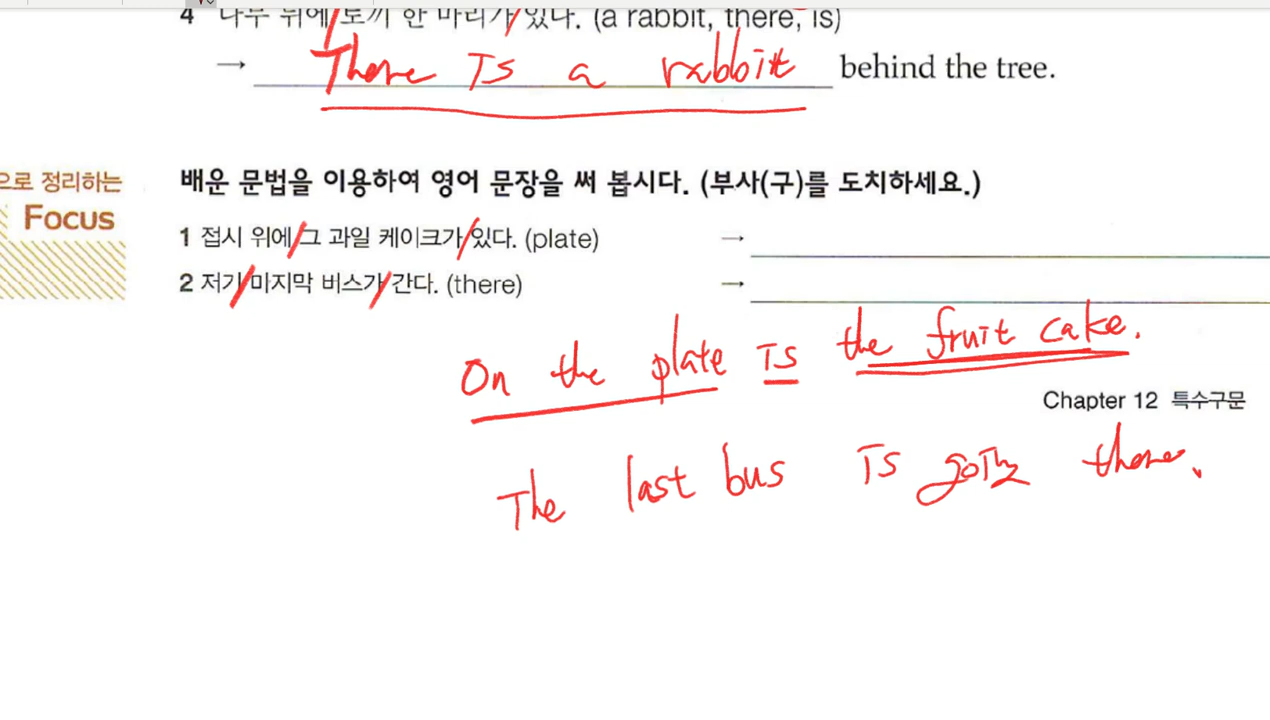 4 나무 위에 토끼 한 마리가 있다. (a rabbit, there, is)
→ There is a rabbit behind the tree.
으로 정리하는
Focus
배운 문법을 이용하여 영어 문장을 써 봅시다. (부사(구)를 도치하세요.)
1 접시 위에 그 과일 케이크가 있다. (plate) →
2 저기 마지막 버스가 간다. (there) →
On the plate is the fruit cake.
Chapter 12 특수구문
The last bus is going there.